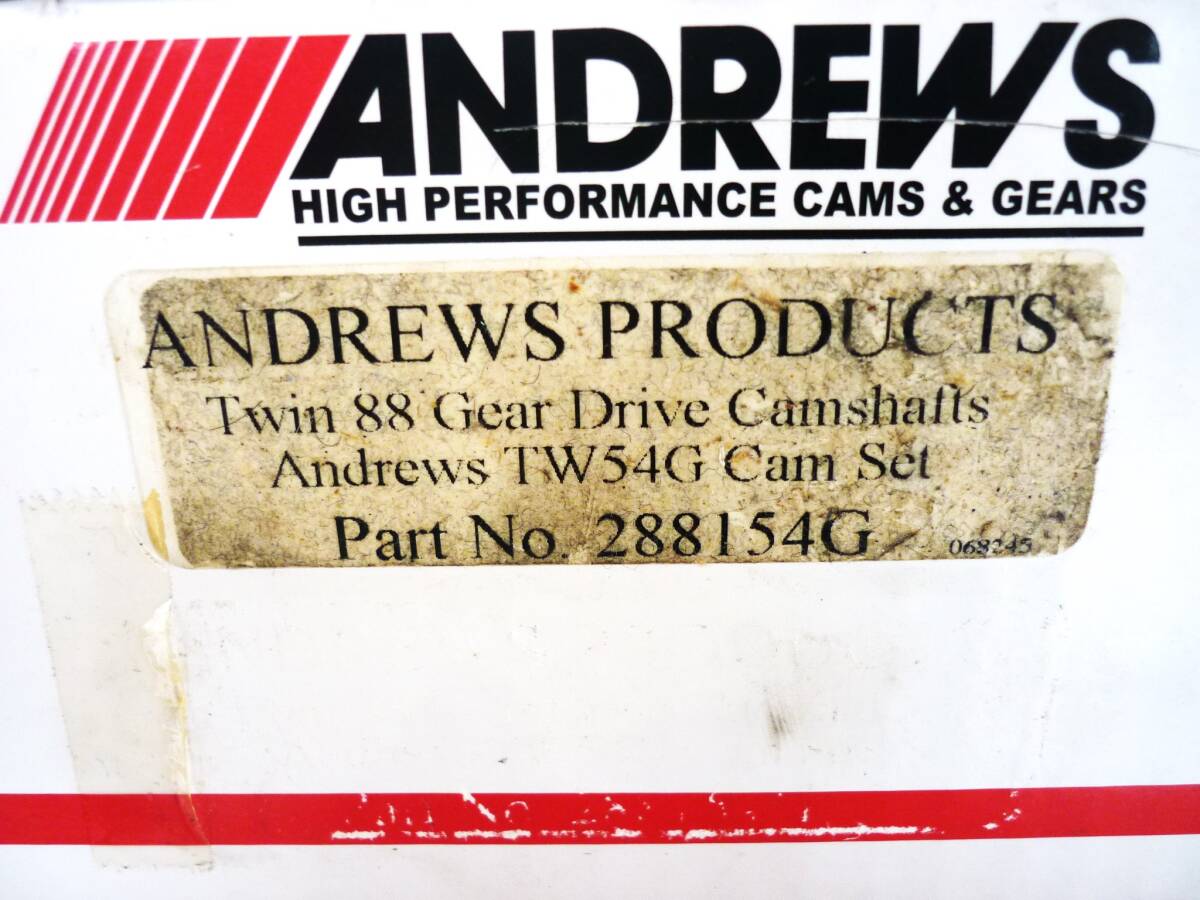 ANDREWS
HIGH PERFORMANCE CAMS & GEARS
ANDREWS PRODUCTS
Twin 88 Gear Drive Camshafts
Andrews TW54G Cam Set
Part No. 288154G
068245